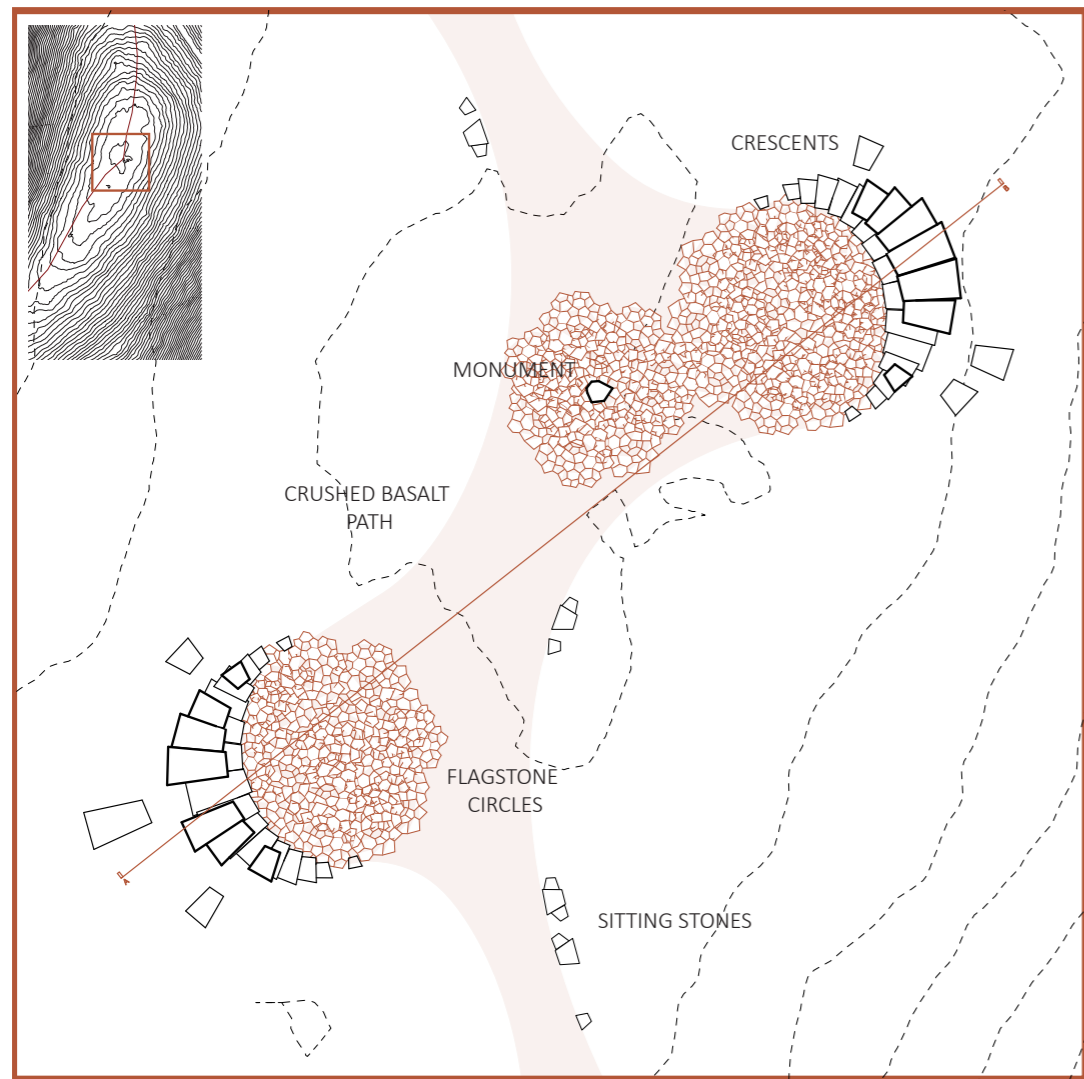 CRESCENTS
MONUMENT
CRUSHED BASALT
PATH
FLAGSTONE
CIRCLES
SITTING STONES